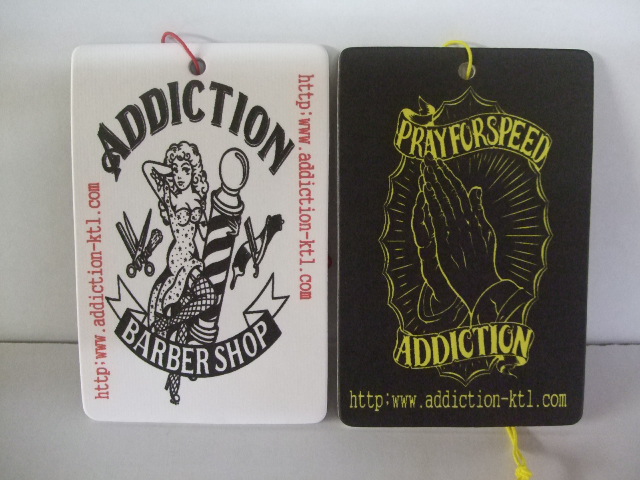 ADDICTION
http;www.addiction-ktl.com
http;www.addiction-ktl.com
BARBER SHOP
PRAY FOR SPEED
ADDICTION
http;www.addiction-ktl.com